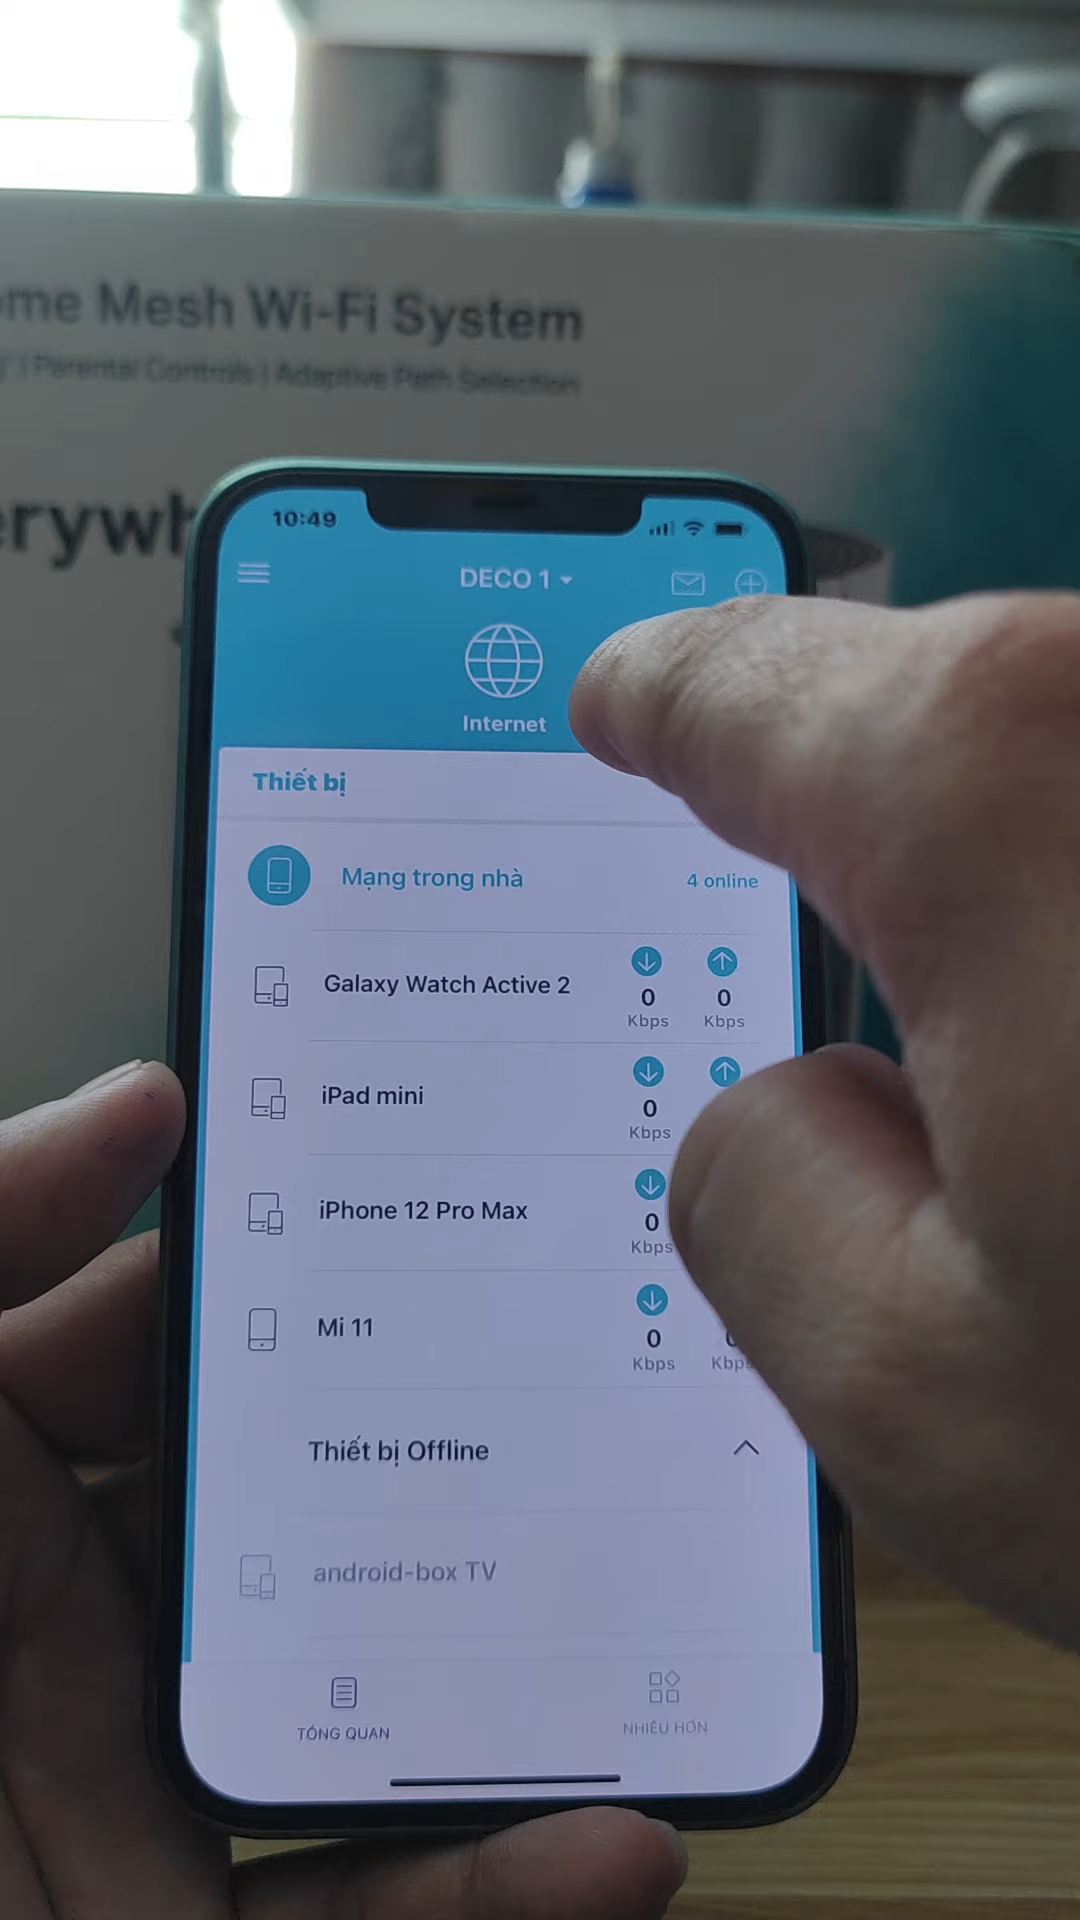 ome Mesh Wi-Fi System
| Parental Controls | Adaptive Path Selection
erywh
10:49
DECO 1
Internet
Thiết bị
Mạng trong nhà
4 online
Galaxy Watch Active 2
0
0
Kbps
Kbps
iPad mini
0
Kbps
iPhone 12 Pro Max
0
Kbps
Mi 11
0
0
Kbps
Kbps
Thiết bị Offline
android-box TV
TỔNG QUAN
NHIỀU HƠN